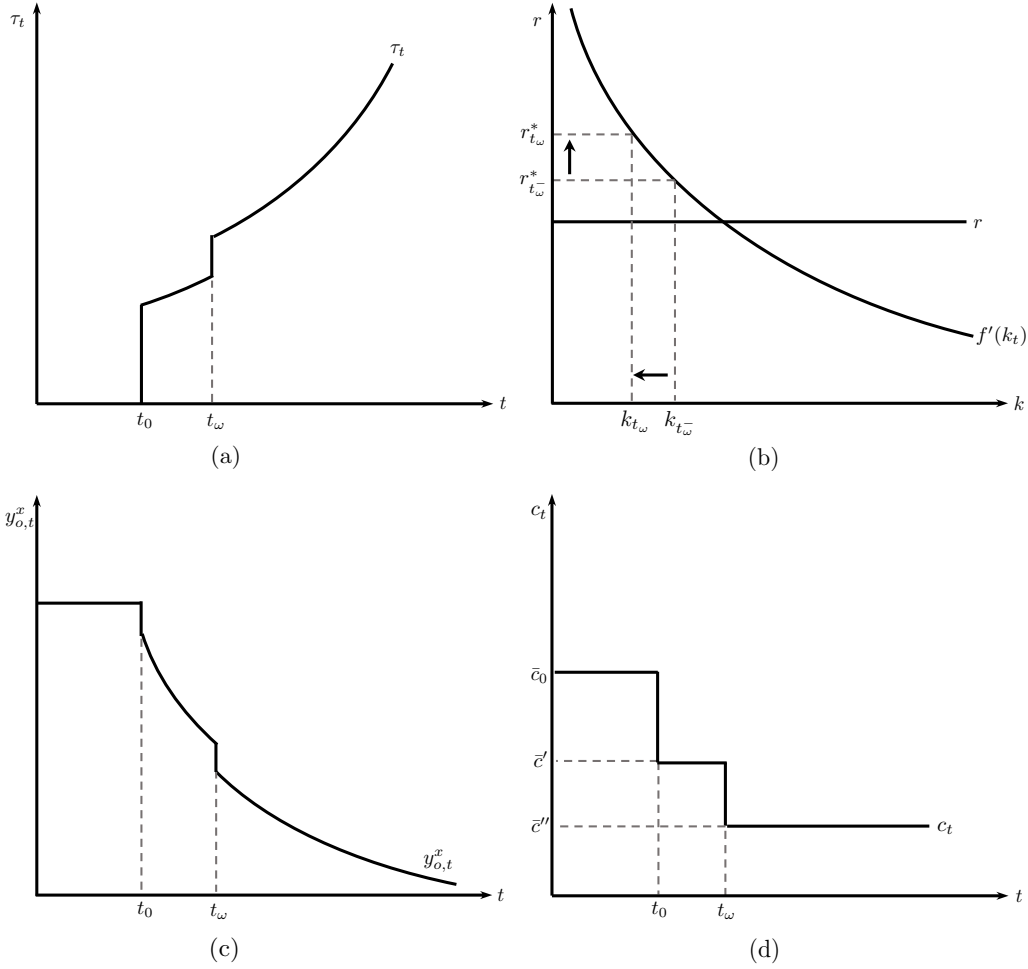 τ_t
τ_t
t_0
t_ω
t
(a)
r
r*_{t_ω}
r*_{t_ω^-}
r
f′(k_t)
k_{t_ω}
k_{t_ω^-}
k
(b)
y^x_{o,t}
y^x_{o,t}
t_0
t_ω
t
(c)
c_t
c̄_0
c̄′
c̄″
c_t
t_0
t_ω
t
(d)